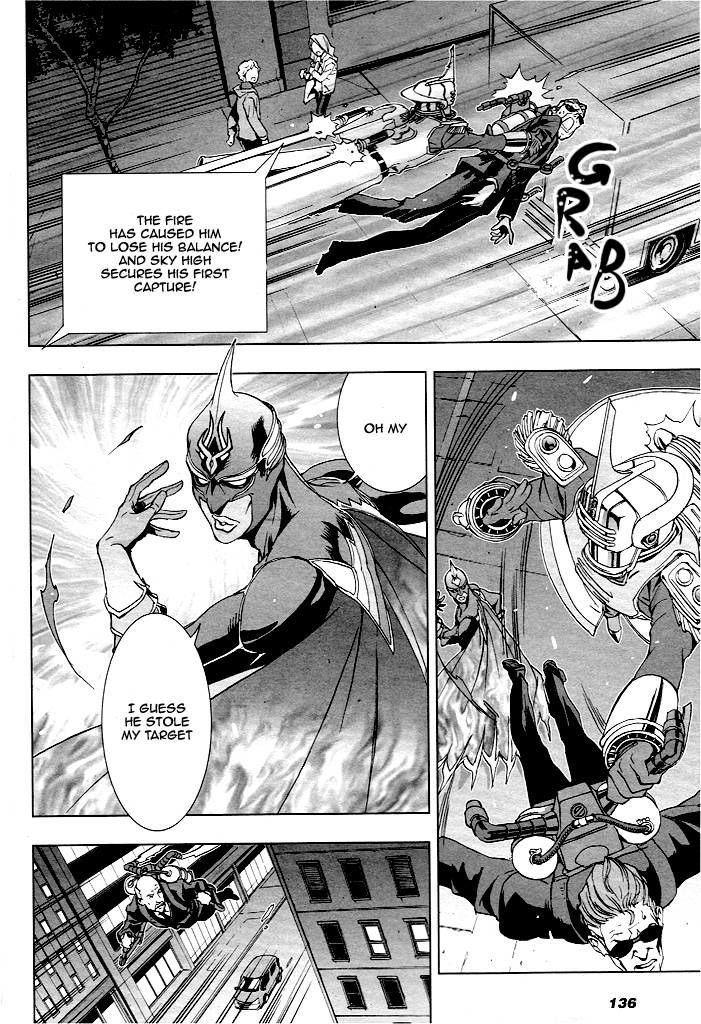 THE FIRE
HAS CAUSED HIM
TO LOSE HIS BALANCE!
AND SKY HIGH
SECURES HIS FIRST
CAPTURE!
GRAB
OH MY
I GUESS
HE STOLE
MY TARGET
136